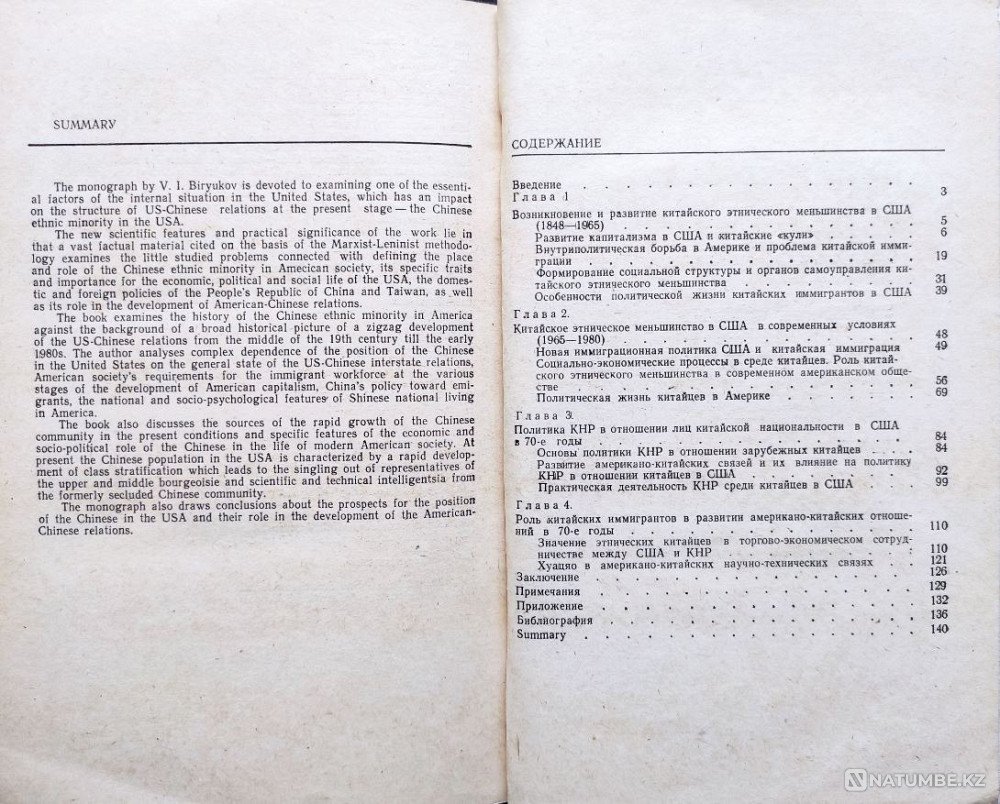 SUMMARY
The monograph by V. I. Biryukov is devoted to examining one of the essenti-
al factors of the internal situation in the United States, which has an impact
on the structure of US-Chinese relations at the present stage — the Chinese
ethnic minority in the USA.
The new scientific features and practical significance of the work lie in
that a vast factual material cited on the basis of the Marxist-Leninist methodo-
logy examines the little studied problems connected with defining the place
and role of the Chinese ethnic minority in Amecican society, its specific traits
and importance for the economic, political and social life of the USA, the domes-
tic and foreign policies of the People's Republic of China and Taiwan, as well
as its role in the development of American-Chinese relations.
The book examines the history of the Chinese ethnic minority in America
against the background of a broad historical picture of a zigzag development
of the US-Chinese relations from the middle of the 19th century till the early
1980s. The author analyses complex dependence of the position of the Chinese
in the United States on the general state of the US-Chinese interstate relations,
American society's requirements for the immigrant workforce at the various
stages of the development of American capitalism, China's policy toward emi-
grants, the national and socio-psychological features of Shinese national living
in America.
The book also discusses the sources of the rapid growth of the Chinese
community in the present conditions and specific features of the economic and
socio-political role of the Chinese in the life of modern American society. At
present the Chinese population in the USA is characterized by a rapid develop-
ment of class stratification which leads to the singling out of representatives of
the upper and middle bourgeoisie and scientific and technical intelligentsia from
the formerly secluded Chinese community.
The monograph also draws conclusions about the prospects for the position
of the Chinese in the USA and their role in the development of the American-
Chinese relations.
СОДЕРЖАНИЕ
Введение . . . . . . . . . . . . . . 3
Глава 1
Возникновение и развитие китайского этнического меньшинства в США
(1848—1965) . . . . . . . . . . . . . 5
Развитие капитализма в США и китайские «кули» . . . . . 6
Внутриполитическая борьба в Америке и проблема китайской имми-
грации . . . . . . . . . . . . . 19
Формирование социальной структуры и органов самоуправления ки-
тайского этнического меньшинства . . . . . . . . 31
Особенности политической жизни китайских иммигрантов в США 39
Глава 2.
Китайское этническое меньшинство в США в современных условиях
(1965—1980) . . . . . . . . . . . . . 48
Новая иммиграционная политика США и китайская иммиграция 49
Социально-экономические процессы в среде китайцев. Роль китай-
ского этнического меньшинства в современном американском обще-
стве . . . . . . . . . . . . . . 56
Политическая жизнь китайцев в Америке . . . . . . . 69
Глава 3.
Политика КНР в отношении лиц китайской национальности в США
в 70-е годы . . . . . . . . . . . . . 84
Основы политики КНР в отношении зарубежных китайцев . . . 84
Развитие американо-китайских связей и их влияние на политику
КНР в отношении китайцев в США . . . . . . . . 92
Практическая деятельность КНР среди китайцев в США . . . 99
Глава 4.
Роль китайских иммигрантов в развитии американо-китайских отноше-
ний в 70-е годы . . . . . . . . . . . . 110
Значение этнических китайцев в торгово-экономическом сотруд-
ничестве между США и КНР . . . . . . . . . 110
Хуацяо в американо-китайских научно-технических связях . . 121
Заключение . . . . . . . . . . . . . 126
Примечания . . . . . . . . . . . . . 129
Приложение . . . . . . . . . . . . . 132
Библиография . . . . . . . . . . . . . 136
Summary . . . . . . . . . . . . . . 140
NATUMBE.KZ